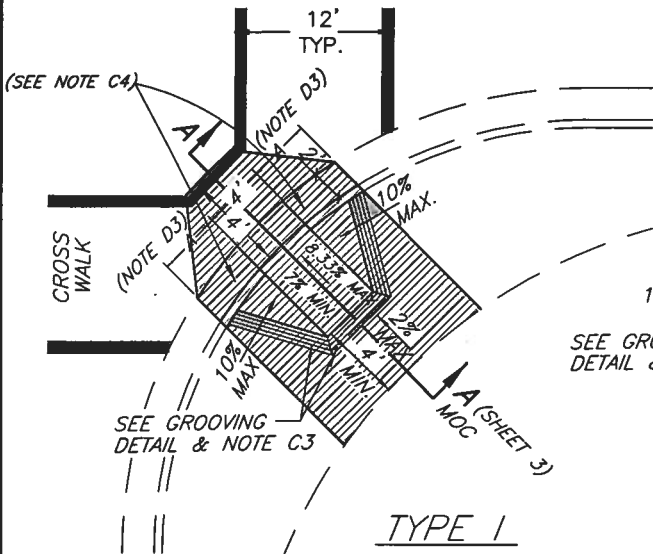 12'
TYP.
(SEE NOTE C4)
A
(NOTE D3)
2'
10%
MAX.
4'
4'
(NOTE D3)
CROSS
WALK
8.33% MAX.
7% MIN.
2%
MAX.
4'
MIN.
10%
MAX.
SEE GROOVING
DETAIL & NOTE C3
A (SHEET 3)
MOC
1
SEE GRO
DETAIL &
TYPE I